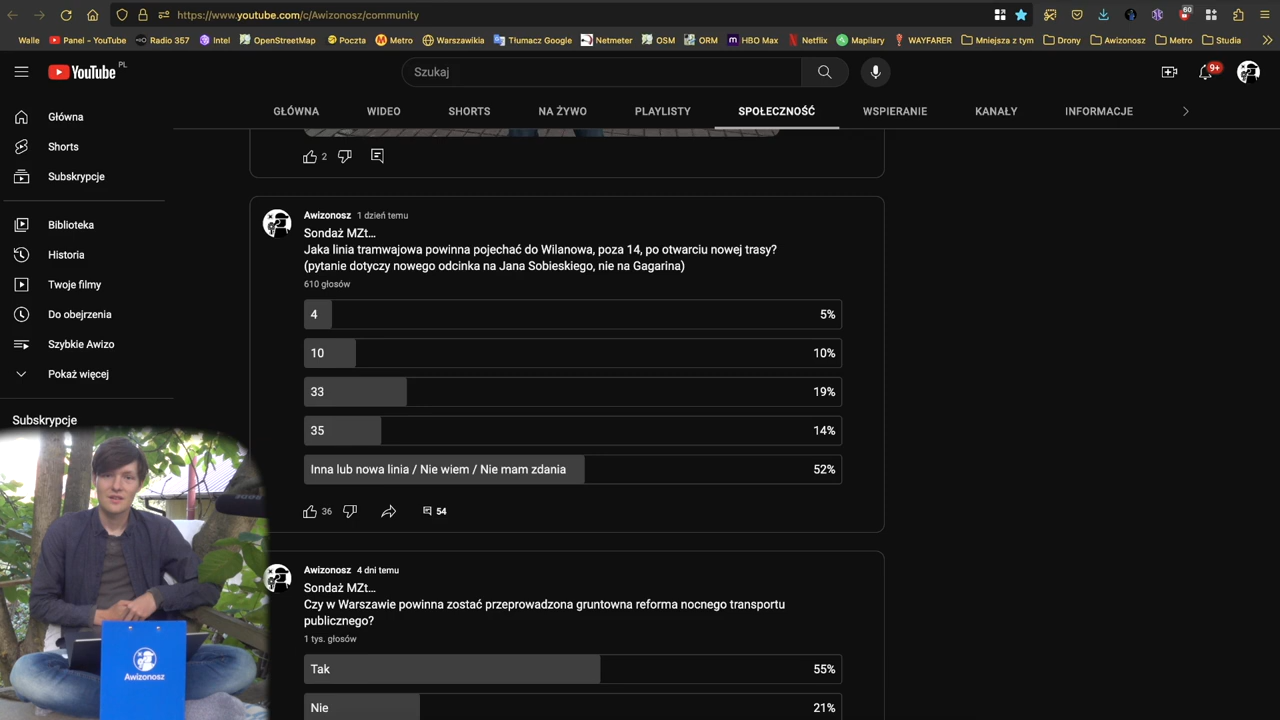 https://www.youtube.com/c/Awizonosz/community
60
Walle
Panel - YouTube
Radio 357
Intel
OpenStreetMap
Poczta
Metro
Warszawikia
Tłumacz Google
Netmeter
OSM
ORM
HBO Max
Netflix
Mapilary
WAYFARER
Mniejsza z tym
Drony
Awizonosz
Metro
Studia
YouTube PL
Szukaj
9+
GŁÓWNA
WIDEO
SHORTS
NA ŻYWO
PLAYLISTY
SPOŁECZNOŚĆ
WSPIERANIE
KANAŁY
INFORMACJE
Główna
Shorts
Subskrypcje
Biblioteka
Historia
Twoje filmy
Do obejrzenia
Szybkie Awizo
Pokaż więcej
Subskrypcje
2
Awizonosz 1 dzień temu
Sondaż MZt...
Jaka linia tramwajowa powinna pojechać do Wilanowa, poza 14, po otwarciu nowej trasy?
(pytanie dotyczy nowego odcinka na Jana Sobieskiego, nie na Gagarina)
610 głosów
4 5%
10 10%
33 19%
35 14%
Inna lub nowa linia / Nie wiem / Nie mam zdania 52%
36
54
Awizonosz 4 dni temu
Sondaż MZt...
Czy w Warszawie powinna zostać przeprowadzona gruntowna reforma nocnego transportu
publicznego?
1 tys. głosów
Tak 55%
Nie 21%
Awizonosz